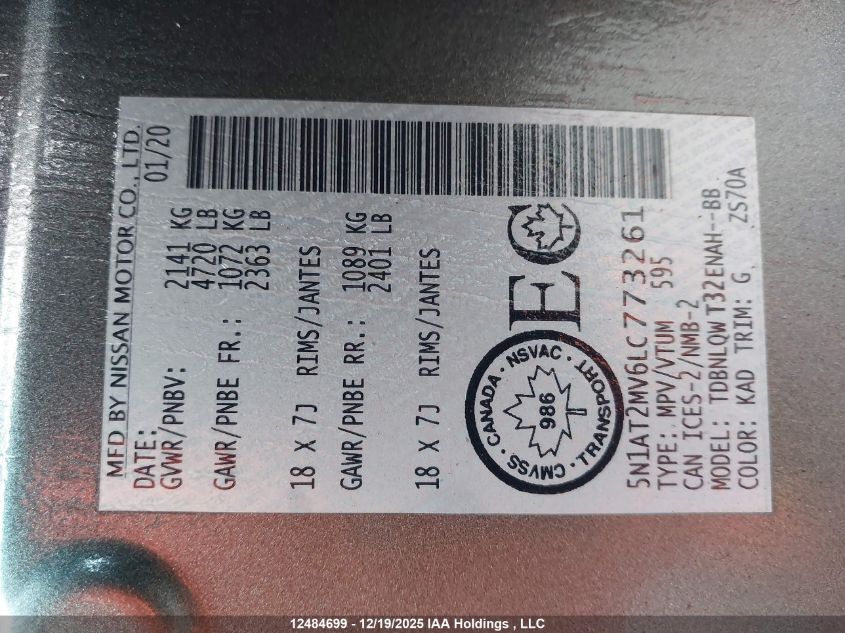 MFD BY NISSAN MOTOR CO., LTD.
DATE: 01/20
GVWR/PNBV: 2141 KG
4720 LB
GAWR/PNBE FR.: 1072 KG
2363 LB
18 X 7J RIMS/JANTES
GAWR/PNBE RR.: 1089 KG
2401 LB
18 X 7J RIMS/JANTES
CANADA · NSVAC · TRANSPORT · CMVSS ·
986
EC
5N1AT2MV6LC773261
TYPE: MPV/VTUM 595
CAN ICES-2/NMB-2
MODEL: TDBNLQW T32ENAH--BB
COLOR: KAD TRIM: G ZS70A
12484699 - 12/19/2025 IAA Holdings , LLC